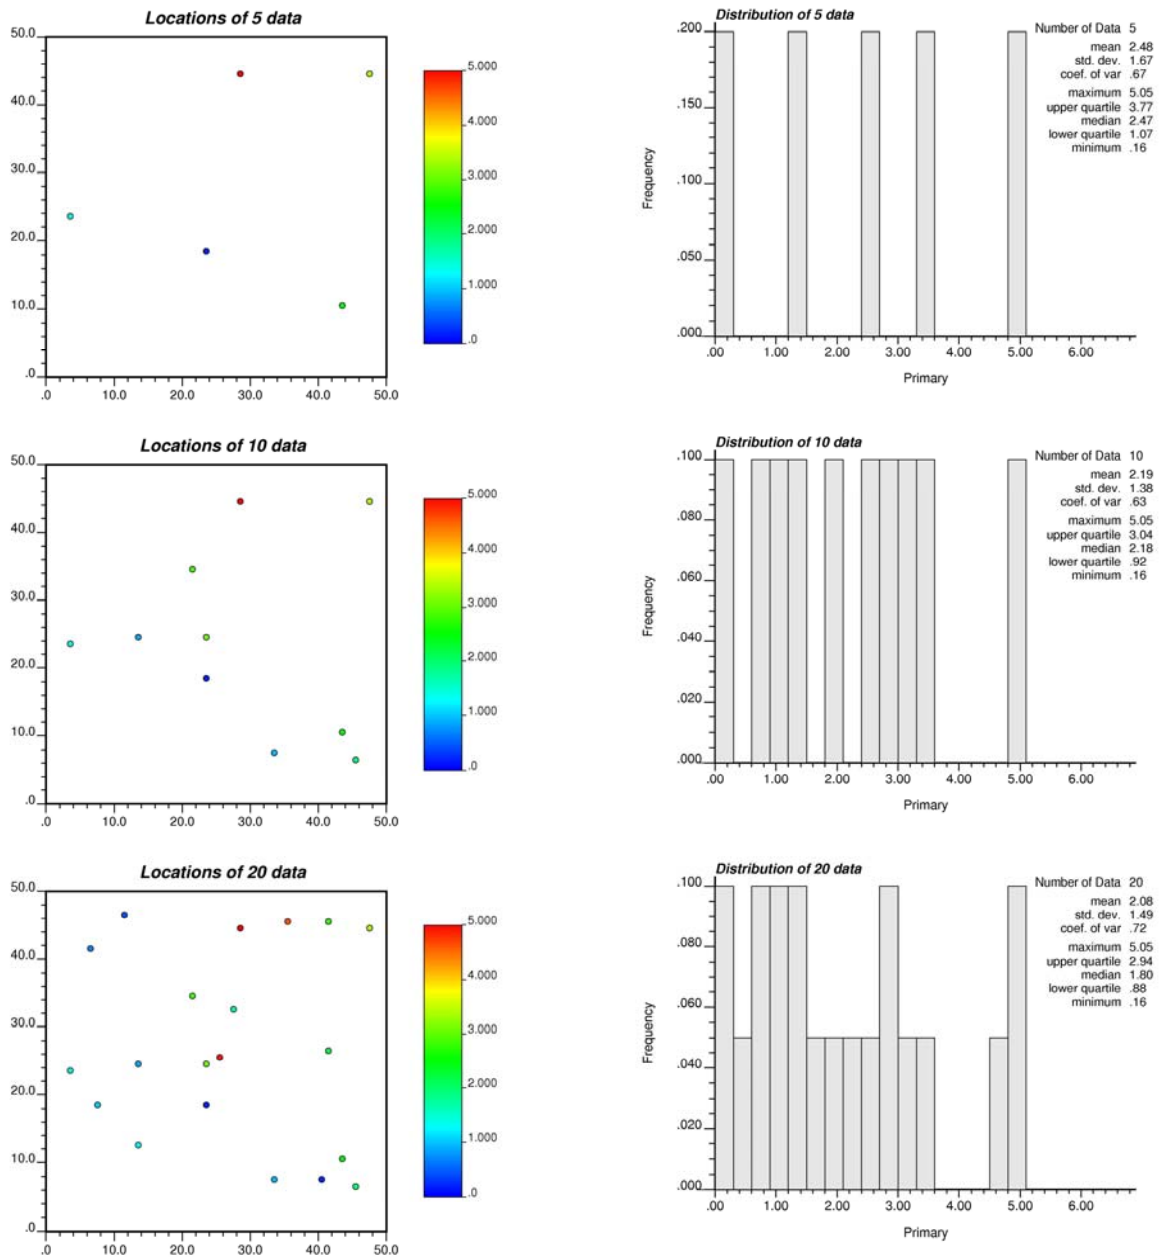 Locations of 5 data
50.0
40.0
30.0
20.0
10.0
.0
.0 10.0 20.0 30.0 40.0 50.0
5.000
4.000
3.000
2.000
1.000
.0
Distribution of 5 data
Frequency
.200
.150
.100
.050
.000
.00 1.00 2.00 3.00 4.00 5.00 6.00
Primary
Number of Data 5
mean 2.48
std. dev. 1.67
coef. of var .67
maximum 5.05
upper quartile 3.77
median 2.47
lower quartile 1.07
minimum .16
Locations of 10 data
50.0
40.0
30.0
20.0
10.0
.0
.0 10.0 20.0 30.0 40.0 50.0
5.000
4.000
3.000
2.000
1.000
.0
Distribution of 10 data
Frequency
.100
.080
.060
.040
.020
.000
.00 1.00 2.00 3.00 4.00 5.00 6.00
Primary
Number of Data 10
mean 2.19
std. dev. 1.38
coef. of var .63
maximum 5.05
upper quartile 3.04
median 2.18
lower quartile .92
minimum .16
Locations of 20 data
50.0
40.0
30.0
20.0
10.0
.0
.0 10.0 20.0 30.0 40.0 50.0
5.000
4.000
3.000
2.000
1.000
.0
Distribution of 20 data
Frequency
.100
.080
.060
.040
.020
.000
.00 1.00 2.00 3.00 4.00 5.00 6.00
Primary
Number of Data 20
mean 2.08
std. dev. 1.49
coef. of var .72
maximum 5.05
upper quartile 2.94
median 1.80
lower quartile .88
minimum .16